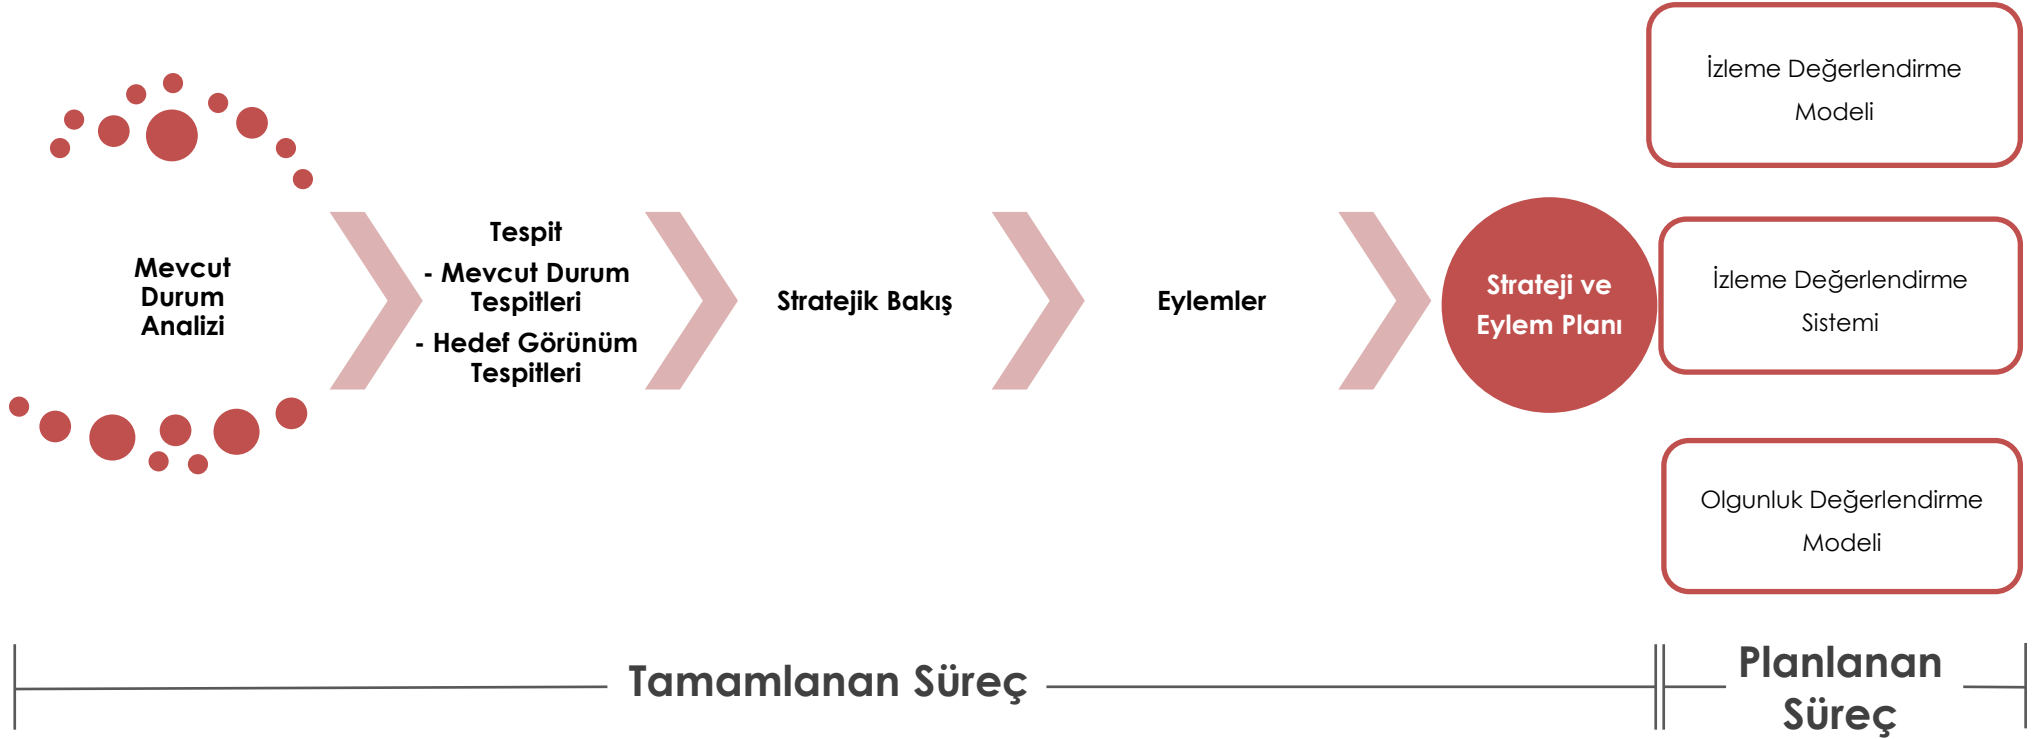 Mevcut
Durum
Analizi
Tespit
- Mevcut Durum
Tespitleri
- Hedef Görünüm
Tespitleri
Stratejik Bakış
Eylemler
Strateji ve
Eylem Planı
İzleme Değerlendirme
Modeli
İzleme Değerlendirme
Sistemi
Olgunluk Değerlendirme
Modeli
Tamamlanan Süreç
Planlanan
Süreç